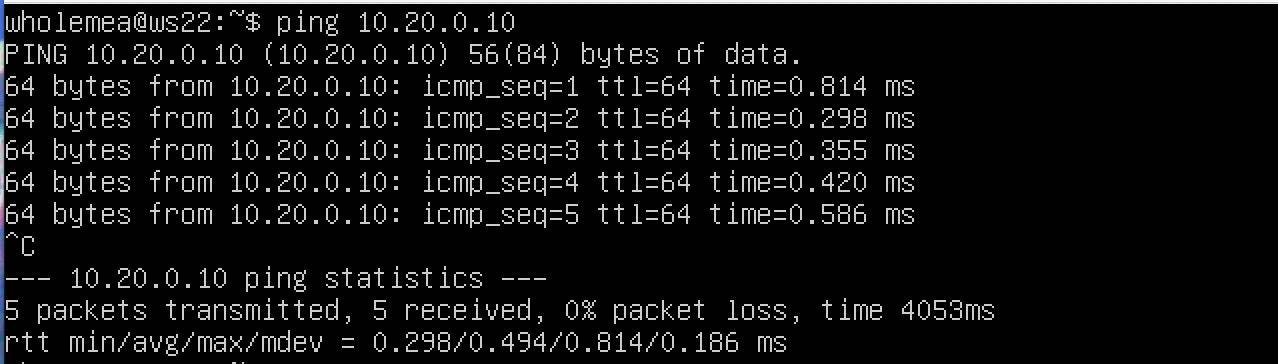 wholemea@ws22:~$ ping 10.20.0.10
PING 10.20.0.10 (10.20.0.10) 56(84) bytes of data.
64 bytes from 10.20.0.10: icmp_seq=1 ttl=64 time=0.814 ms
64 bytes from 10.20.0.10: icmp_seq=2 ttl=64 time=0.298 ms
64 bytes from 10.20.0.10: icmp_seq=3 ttl=64 time=0.355 ms
64 bytes from 10.20.0.10: icmp_seq=4 ttl=64 time=0.420 ms
64 bytes from 10.20.0.10: icmp_seq=5 ttl=64 time=0.586 ms
^C
--- 10.20.0.10 ping statistics ---
5 packets transmitted, 5 received, 0% packet loss, time 4053ms
rtt min/avg/max/mdev = 0.298/0.494/0.814/0.186 ms